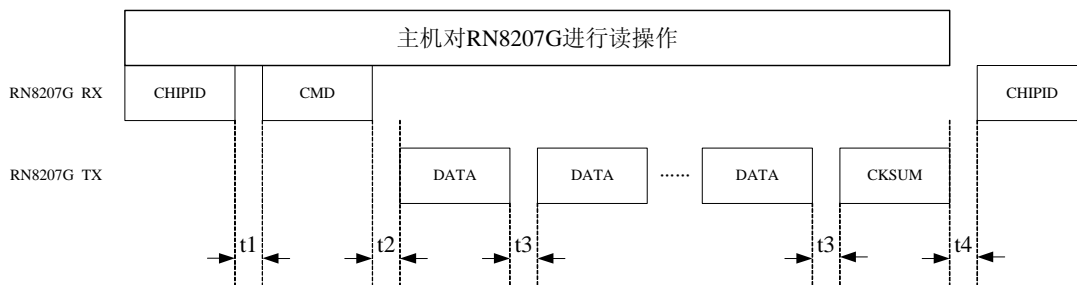 主机对RN8207G进行读操作
RN8207G RX CHIPID CMD CHIPID
RN8207G TX DATA DATA ...... DATA CKSUM
t1 t2 t3 t3 t4